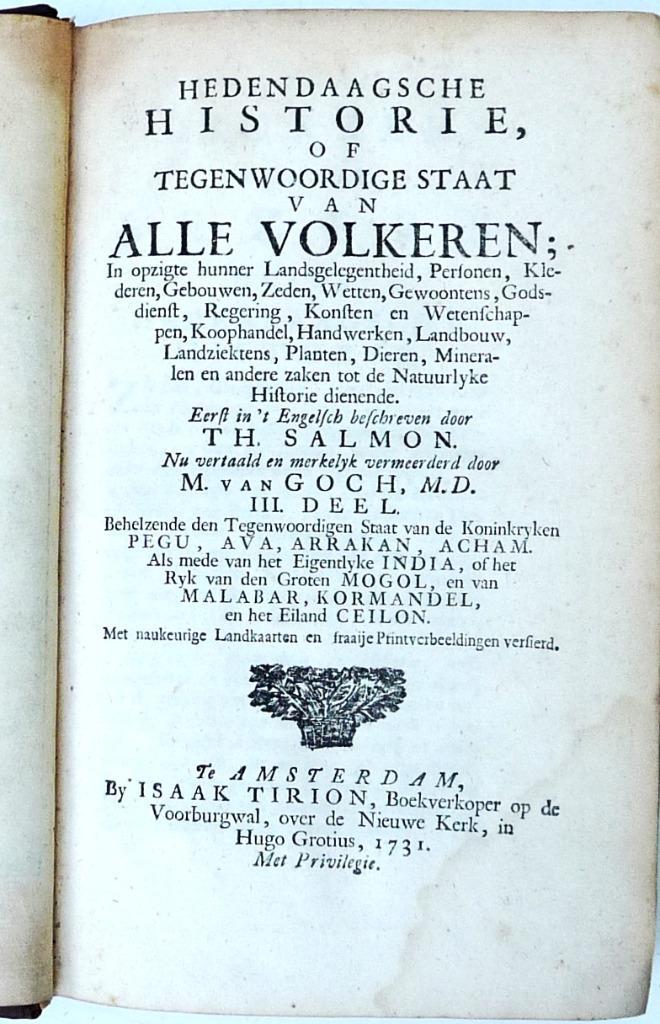 HEDENDAAGSCHE
HISTORIE,
OF
TEGENWOORDIGE STAAT
VAN
ALLE VOLKEREN;
In opzigte hunner Landsgelegentheid, Perſonen, Kle-
deren, Gebouwen, Zeden, Wetten, Gewoontens, Gods-
dienſt, Regering, Konſten en Wetenſchap-
pen, Koophandel, Handwerken, Landbouw,
Landziektens, Planten, Dieren, Minera-
len en andere zaken tot de Natuurlyke
Hiſtorie dienende.
Eerſt in 't Engelſch beſchreven door
TH. SALMON.
Nu vertaald en merkelyk vermeerderd door
M. VAN GOCH, M.D.
III. DEEL.
Behelzende den Tegenwoordigen Staat van de Koninkryken
PEGU, AVA, ARRAKAN, ACHAM.
Als mede van het Eigentlyke INDIA, of het
Ryk van den Groten MOGOL, en van
MALABAR, KORMANDEL,
en het Eiland CEILON.
Met naukeurige Landkaarten en fraaije Printverbeeldingen verſierd.
Te AMSTERDAM,
By ISAAK TIRION, Boekverkoper op de
Voorburgwal, over de Nieuwe Kerk, in
Hugo Grotius, 1731.
Met Privilegie.